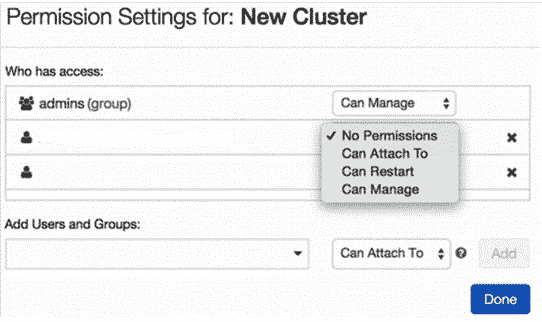 Permission Settings for: New Cluster
Who has access:
admins (group)
Can Manage
✓ No Permissions
Can Attach To
Can Restart
Can Manage
Add Users and Groups:
Can Attach To
Add
Done